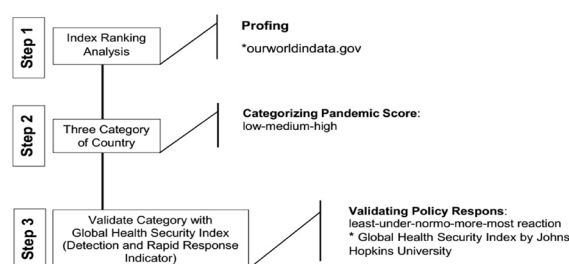 Step 1
Index Ranking
Analysis
Profing
*ourworldindata.gov
Step 2
Three Category
of Country
Categorizing Pandemic Score:
low-medium-high
Step 3
Validate Category with
Global Health Security Index
(Detection and Rapid Response
Indicator)
Validating Policy Respons:
least-under-normo-more-most reaction
* Global Health Security Index by Johns
Hopkins University